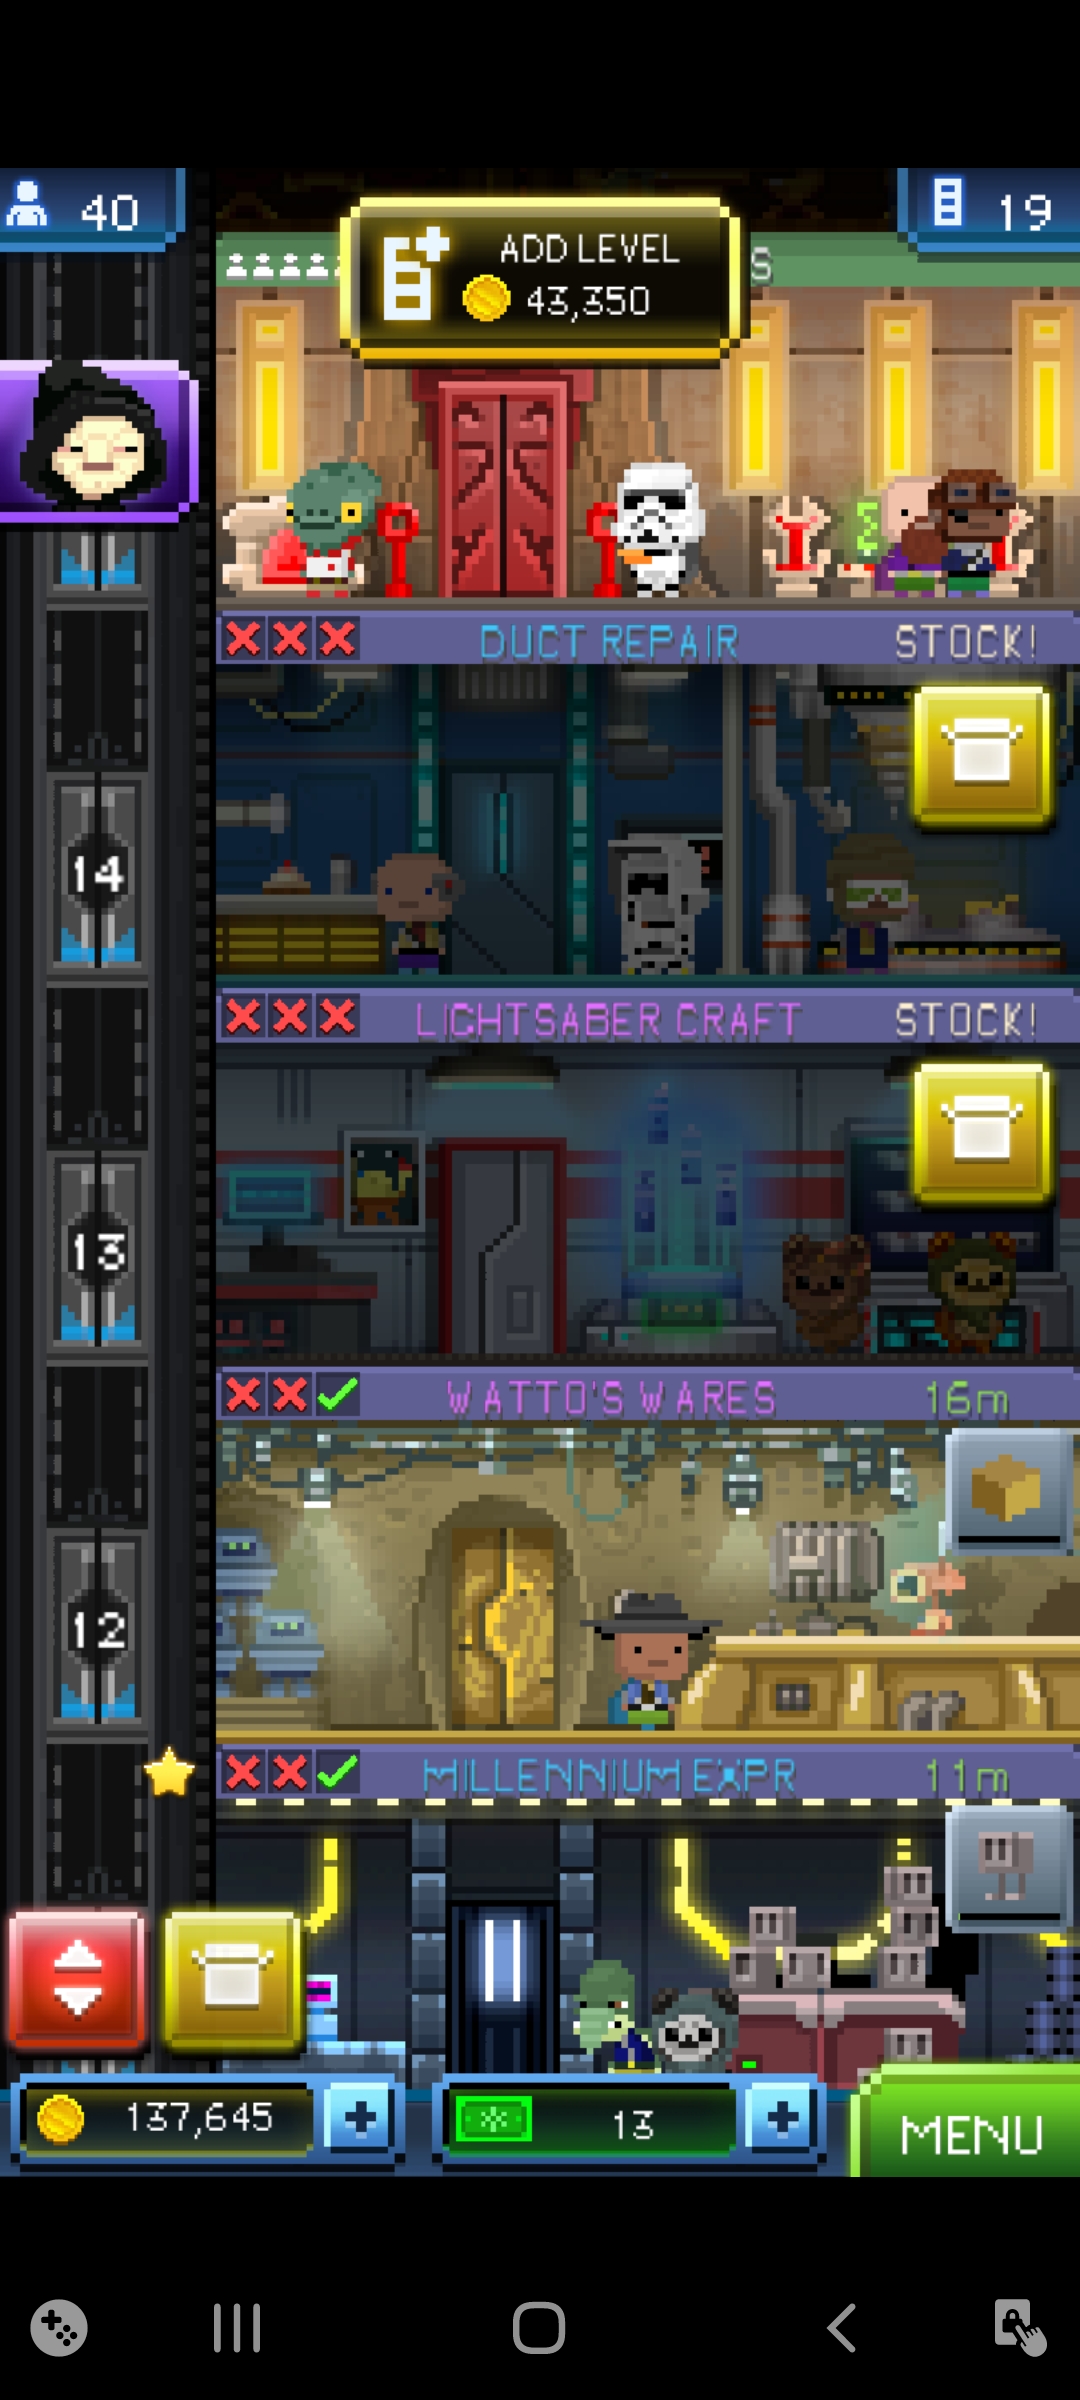 40
19
ADD LEVEL
43,350
S
DUCT REPAIR STOCK!
14
LIGHTSABER CRAFT STOCK!
13
WATTO'S WARES 16m
12
MILLENNIUM EXPR 11m
137,645
13
MENU